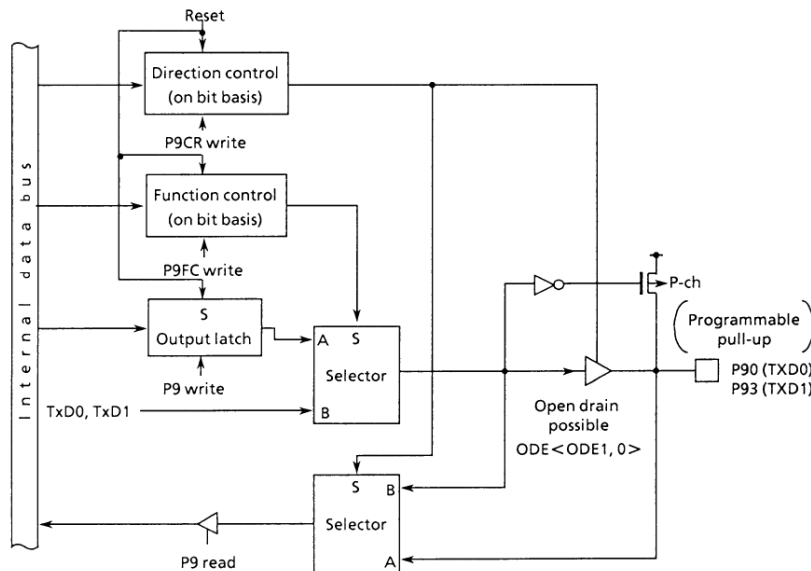 Reset
Internal data bus
Direction control
(on bit basis)
P9CR write
Function control
(on bit basis)
P9FC write
S
Output latch
P9 write
TxD0, TxD1
A
S
Selector
B
P-ch
(Programmable
pull-up)
P90 (TXD0)
P93 (TXD1)
Open drain
possible
ODE<ODE1, 0>
S
B
Selector
A
P9 read